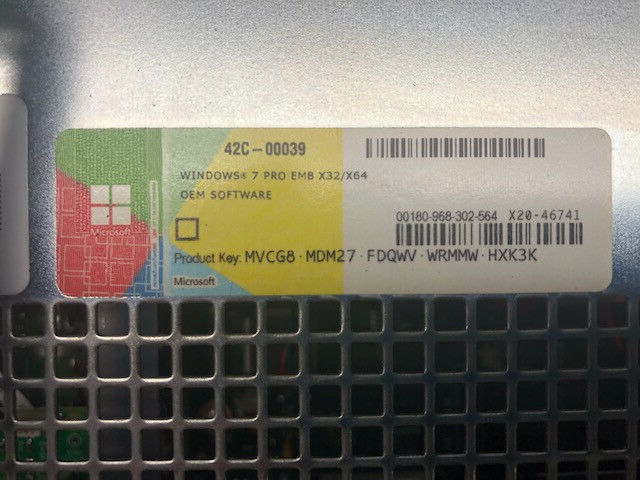 42C-00039
WINDOWS® 7 PRO EMB X32/X64
OEM SOFTWARE
00180-968-302-564 X20-46741
Product Key: MVCG8 · MDM27 · FDQWV · WRMMW · HXK3K
Microsoft
Microsoft